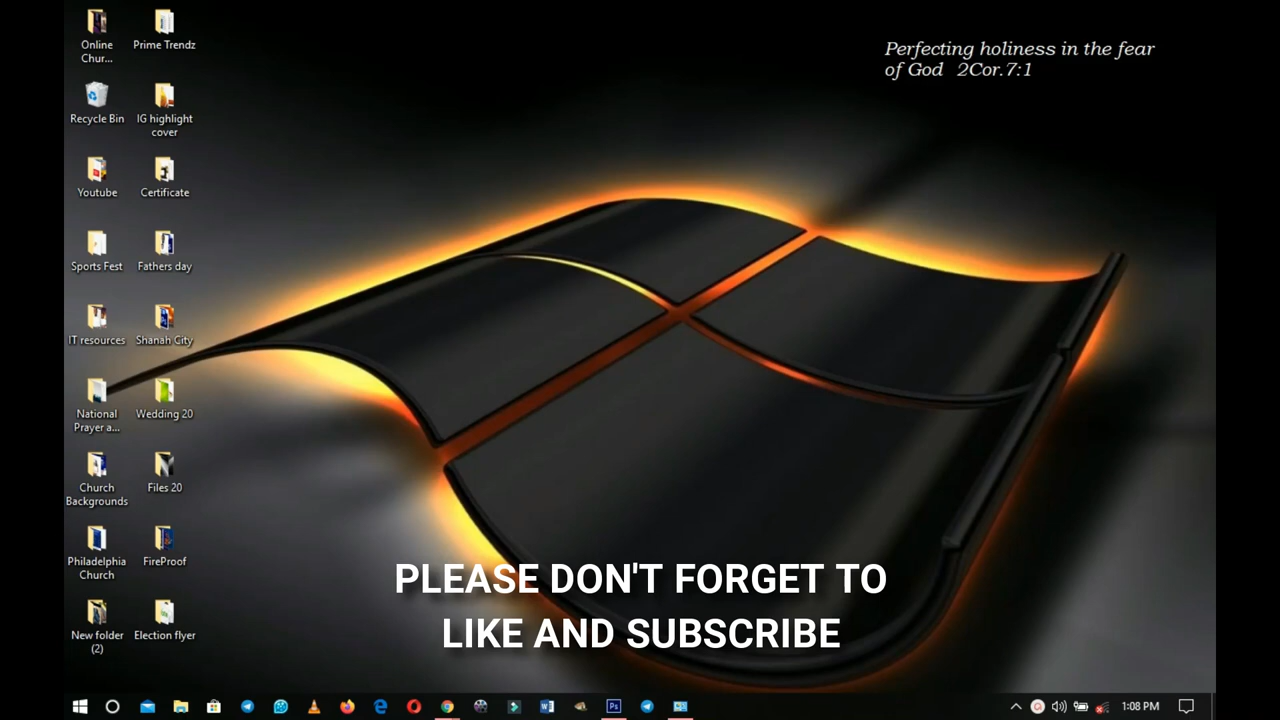 Online
Chur...
Prime Trendz
Recycle Bin
IG highlight
cover
Youtube
Certificate
Sports Fest
Fathers day
IT resources
Shanah City
National
Prayer a...
Wedding 20
Church
Backgrounds
Files 20
Philadelphia
Church
FireProof
New folder
(2)
Election flyer
Perfecting holiness in the fear
of God 2Cor.7:1
PLEASE DON'T FORGET TO
LIKE AND SUBSCRIBE
Ps
1:08 PM